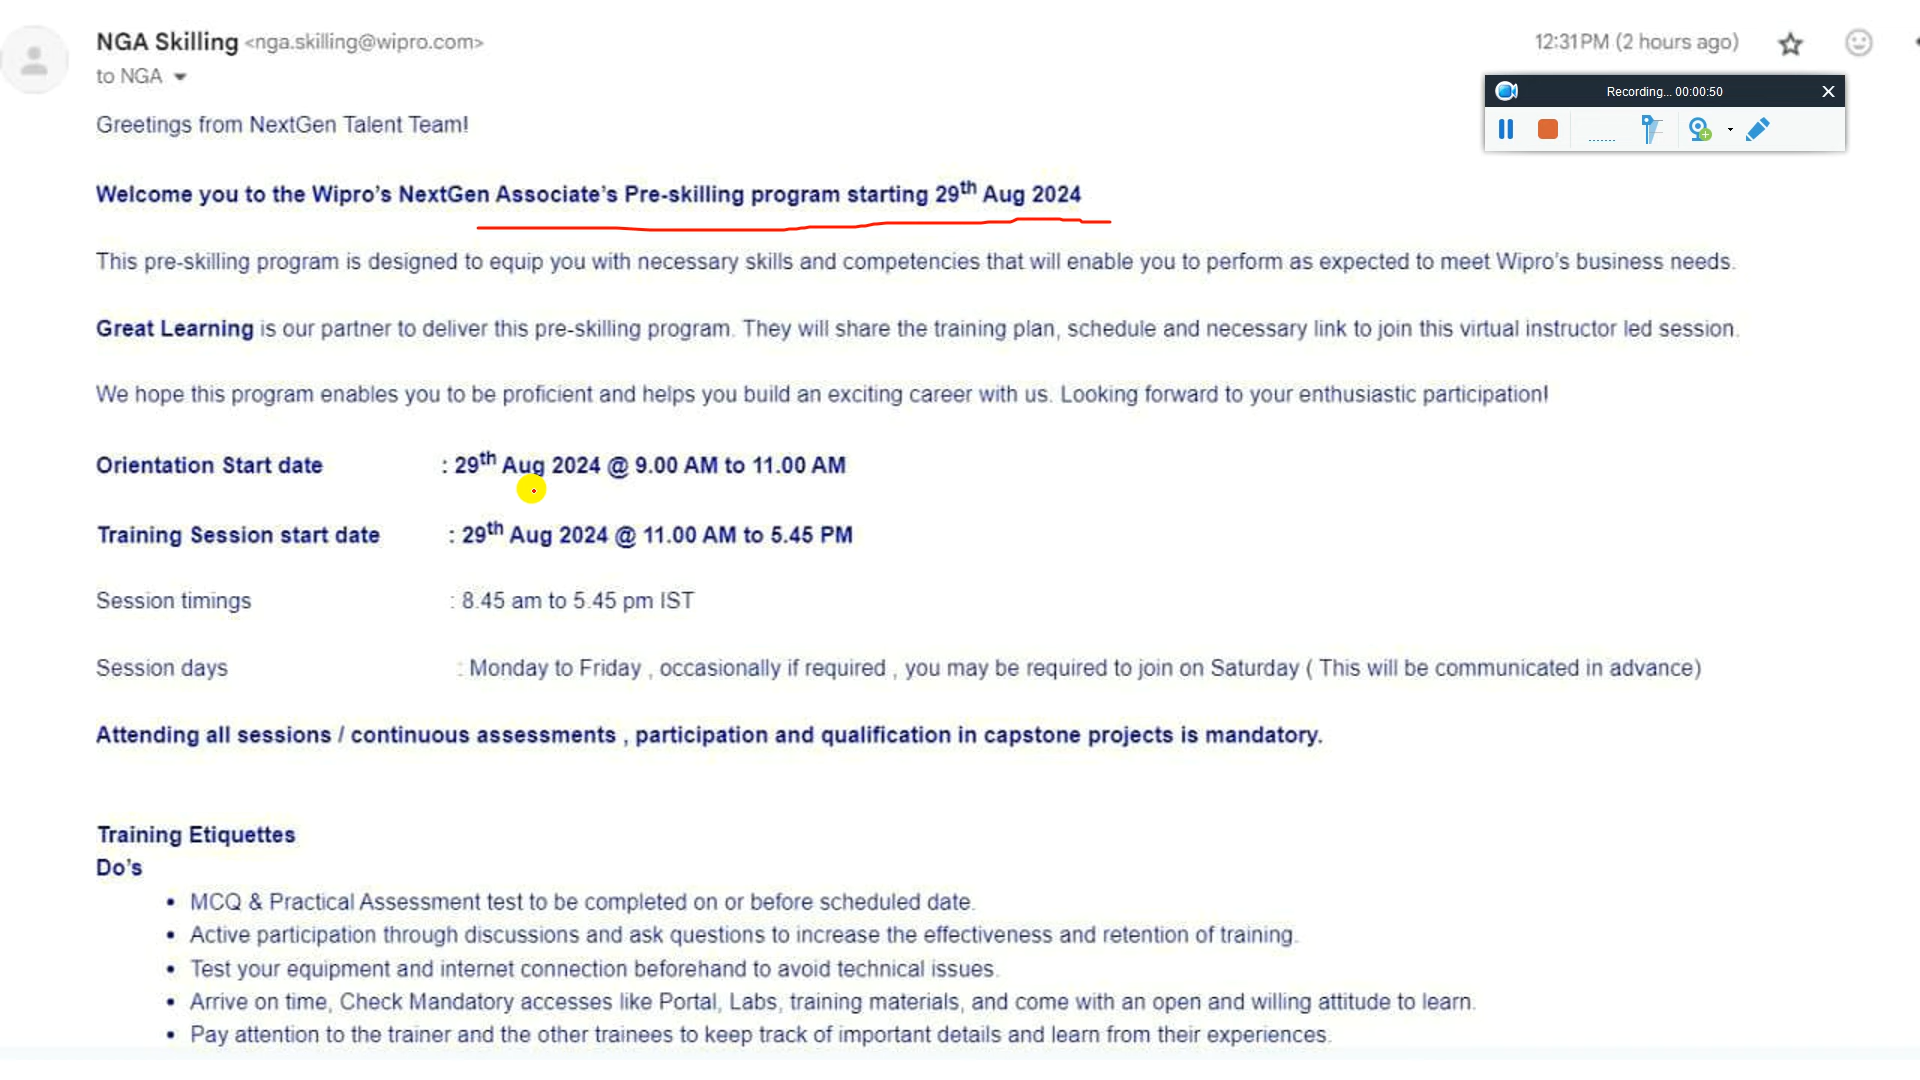 NGA Skilling <nga.skilling@wipro.com>
12:31 PM (2 hours ago)
to NGA
Recording... 00:00:50
Greetings from NextGen Talent Team!
Welcome you to the Wipro's NextGen Associate's Pre-skilling program starting 29th Aug 2024
This pre-skilling program is designed to equip you with necessary skills and competencies that will enable you to perform as expected to meet Wipro's business needs.
Great Learning is our partner to deliver this pre-skilling program. They will share the training plan, schedule and necessary link to join this virtual instructor led session.
We hope this program enables you to be proficient and helps you build an exciting career with us. Looking forward to your enthusiastic participation!
Orientation Start date : 29th Aug 2024 @ 9.00 AM to 11.00 AM
Training Session start date : 29th Aug 2024 @ 11.00 AM to 5.45 PM
Session timings : 8.45 am to 5.45 pm IST
Session days : Monday to Friday , occasionally if required , you may be required to join on Saturday ( This will be communicated in advance)
Attending all sessions / continuous assessments , participation and qualification in capstone projects is mandatory.
Training Etiquettes
Do's
• MCQ & Practical Assessment test to be completed on or before scheduled date.
• Active participation through discussions and ask questions to increase the effectiveness and retention of training.
• Test your equipment and internet connection beforehand to avoid technical issues.
• Arrive on time, Check Mandatory accesses like Portal, Labs, training materials, and come with an open and willing attitude to learn.
• Pay attention to the trainer and the other trainees to keep track of important details and learn from their experiences.